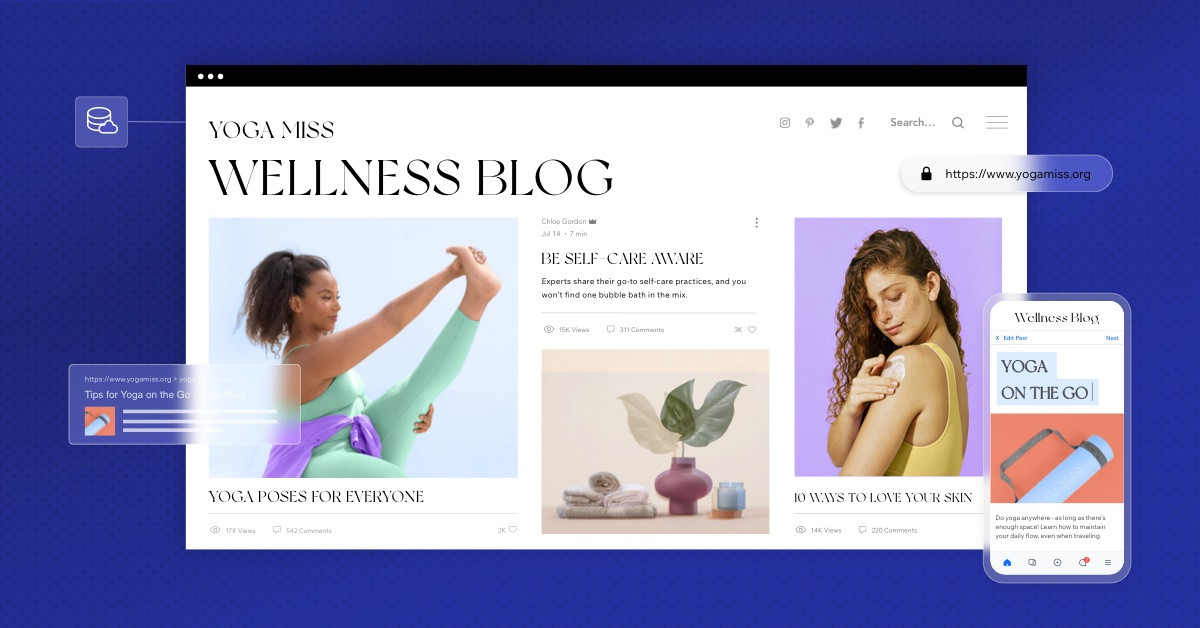 YOGA MISS
WELLNESS BLOG
Search...
https://www.yogamiss.org
Chloe Gordon
Jul 14 • 7 min
BE SELF-CARE AWARE
Experts share their go-to self-care practices, and you
won't find one bubble bath in the mix.
15K Views
311 Comments
3K
YOGA POSES FOR EVERYONE
17K Views
542 Comments
2K
10 WAYS TO LOVE YOUR SKIN
14K Views
220 Comments
https://www.yogamiss.org >
Tips for Yoga on the Go
Wellness Blog
X Edit Post
Next
YOGA
ON THE GO
Do yoga anywhere - as long as there's
enough space! Learn how to maintain
your daily flow, even when traveling.